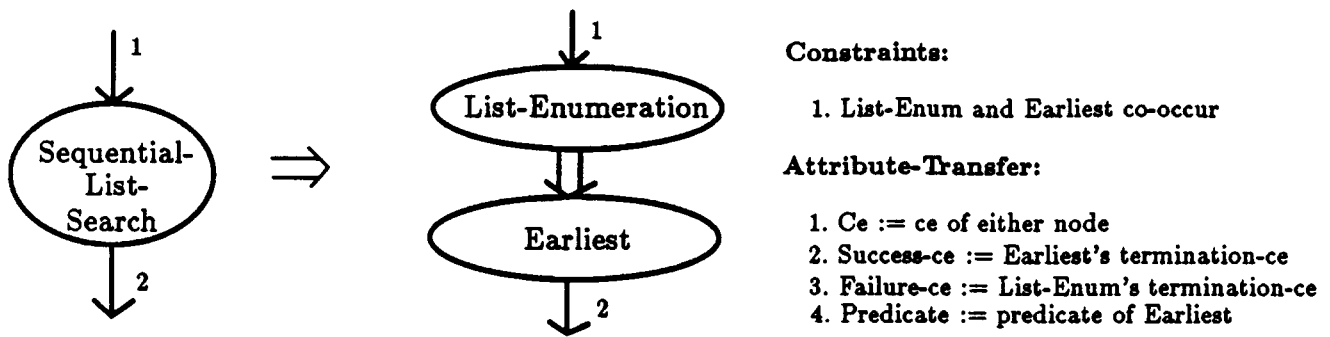 1
Sequential-
List-
Search
2
1
List-Enumeration
Earliest
2
Constraints:
1. List-Enum and Earliest co-occur
Attribute-Transfer:
1. Ce := ce of either node
2. Success-ce := Earliest's termination-ce
3. Failure-ce := List-Enum's termination-ce
4. Predicate := predicate of Earliest